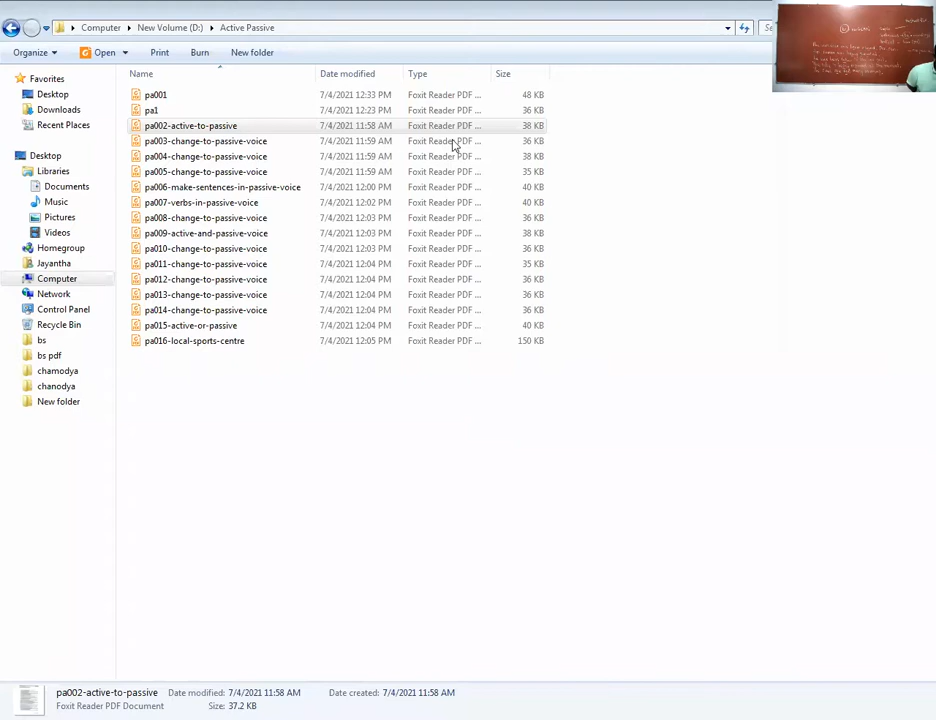 Computer ▸ New Volume (D:) ▸ Active Passive
Organize Open Print Burn New folder
Name Date modified Type Size
Favorites
Desktop
Downloads
Recent Places
Desktop
Libraries
Documents
Music
Pictures
Videos
Homegroup
Jayantha
Computer
Network
Control Panel
Recycle Bin
bs
bs pdf
chamodya
chanodya
New folder
pa001 7/4/2021 12:33 PM Foxit Reader PDF ... 48 KB
pa1 7/4/2021 12:23 PM Foxit Reader PDF ... 36 KB
pa002-active-to-passive 7/4/2021 11:58 AM Foxit Reader PDF ... 38 KB
pa003-change-to-passive-voice 7/4/2021 11:59 AM Foxit Reader PDF ... 36 KB
pa004-change-to-passive-voice 7/4/2021 11:59 AM Foxit Reader PDF ... 38 KB
pa005-change-to-passive-voice 7/4/2021 11:59 AM Foxit Reader PDF ... 35 KB
pa006-make-sentences-in-passive-voice 7/4/2021 12:00 PM Foxit Reader PDF ... 40 KB
pa007-verbs-in-passive-voice 7/4/2021 12:02 PM Foxit Reader PDF ... 40 KB
pa008-change-to-passive-voice 7/4/2021 12:03 PM Foxit Reader PDF ... 36 KB
pa009-active-and-passive-voice 7/4/2021 12:03 PM Foxit Reader PDF ... 38 KB
pa010-change-to-passive-voice 7/4/2021 12:03 PM Foxit Reader PDF ... 36 KB
pa011-change-to-passive-voice 7/4/2021 12:04 PM Foxit Reader PDF ... 35 KB
pa012-change-to-passive-voice 7/4/2021 12:04 PM Foxit Reader PDF ... 36 KB
pa013-change-to-passive-voice 7/4/2021 12:04 PM Foxit Reader PDF ... 36 KB
pa014-change-to-passive-voice 7/4/2021 12:04 PM Foxit Reader PDF ... 36 KB
pa015-active-or-passive 7/4/2021 12:04 PM Foxit Reader PDF ... 40 KB
pa016-local-sports-centre 7/4/2021 12:05 PM Foxit Reader PDF ... 150 KB
pa002-active-to-passive Date modified: 7/4/2021 11:58 AM Date created: 7/4/2021 11:58 AM
Foxit Reader PDF Document Size: 37.2 KB